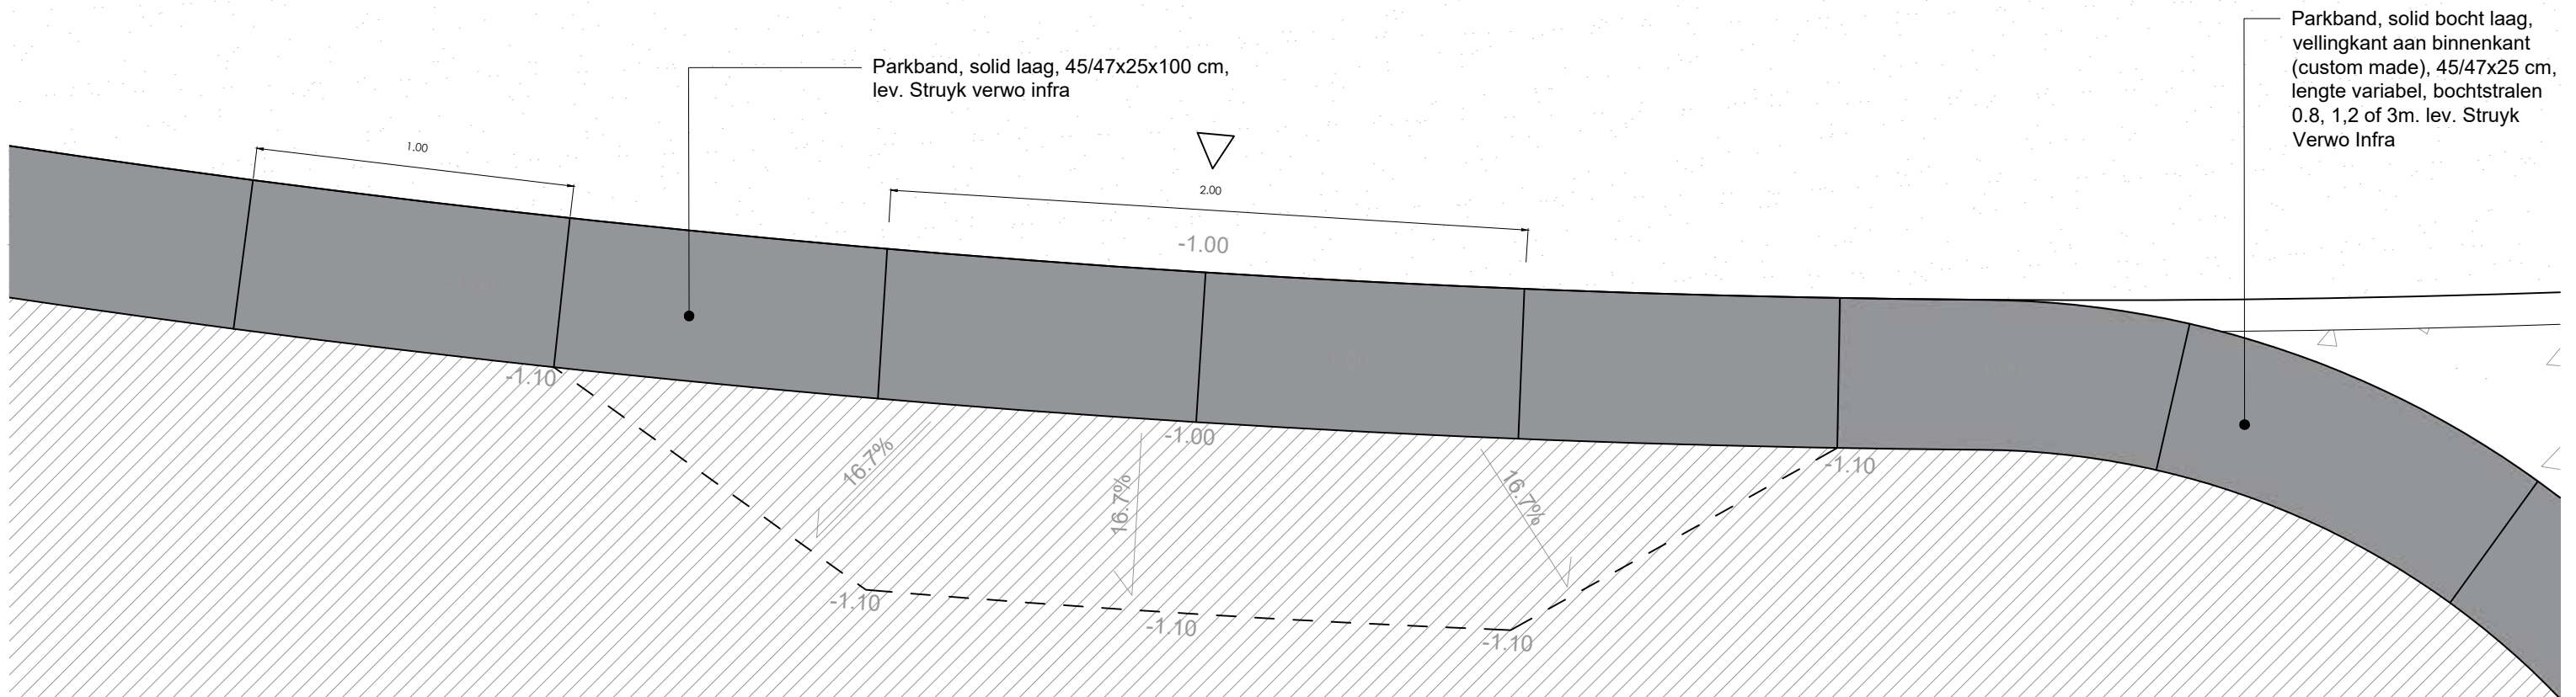 Parkband, solid bocht laag,
vellingkant aan binnenkant
(custom made), 45/47x25 cm,
lengte variabel, bochtstralen
0.8, 1,2 of 3m. lev. Struyk
Verwo Infra
Parkband, solid laag, 45/47x25x100 cm,
lev. Struyk verwo infra
1.00
2.00
-1.00
-1.10
-1.00
-1.10
16.7%
16.7%
16.7%
-1.10
-1.10
-1.10